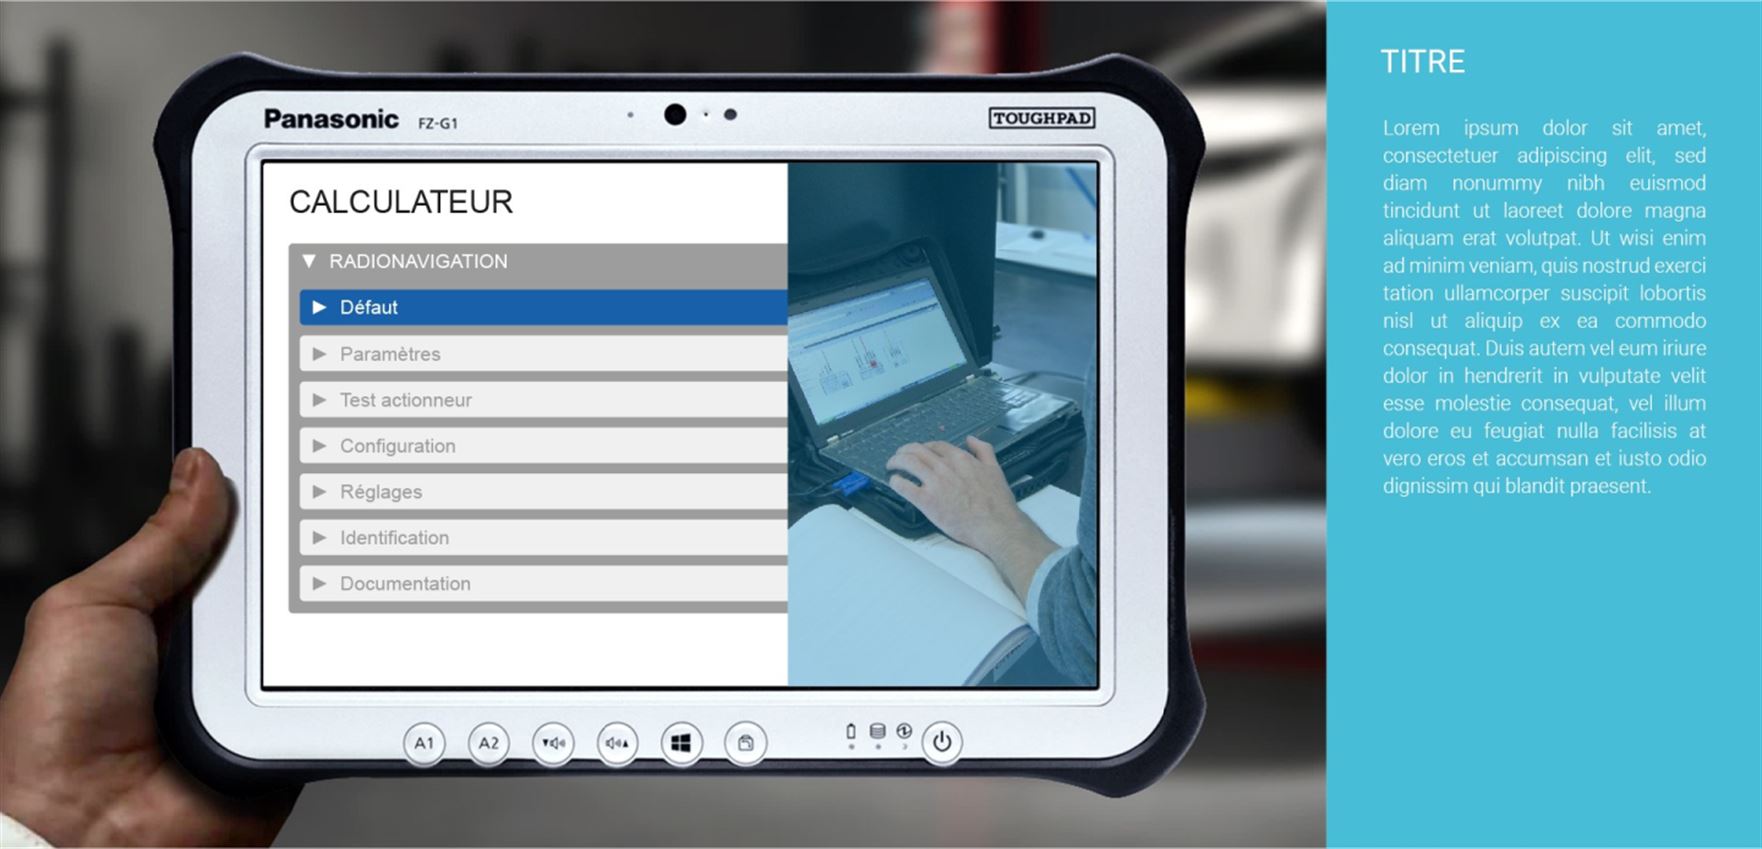 Panasonic FZ-G1
TOUGHPAD
CALCULATEUR
RADIONAVIGATION
Défaut
Paramètres
Test actionneur
Configuration
Réglages
Identification
Documentation
A1 A2
TITRE
Lorem ipsum dolor sit amet,
consectetuer adipiscing elit, sed
diam nonummy nibh euismod
tincidunt ut laoreet dolore magna
aliquam erat volutpat. Ut wisi enim
ad minim veniam, quis nostrud exerci
tation ullamcorper suscipit lobortis
nisl ut aliquip ex ea commodo
consequat. Duis autem vel eum iriure
dolor in hendrerit in vulputate velit
esse molestie consequat, vel illum
dolore eu feugiat nulla facilisis at
vero eros et accumsan et iusto odio
dignissim qui blandit praesent.